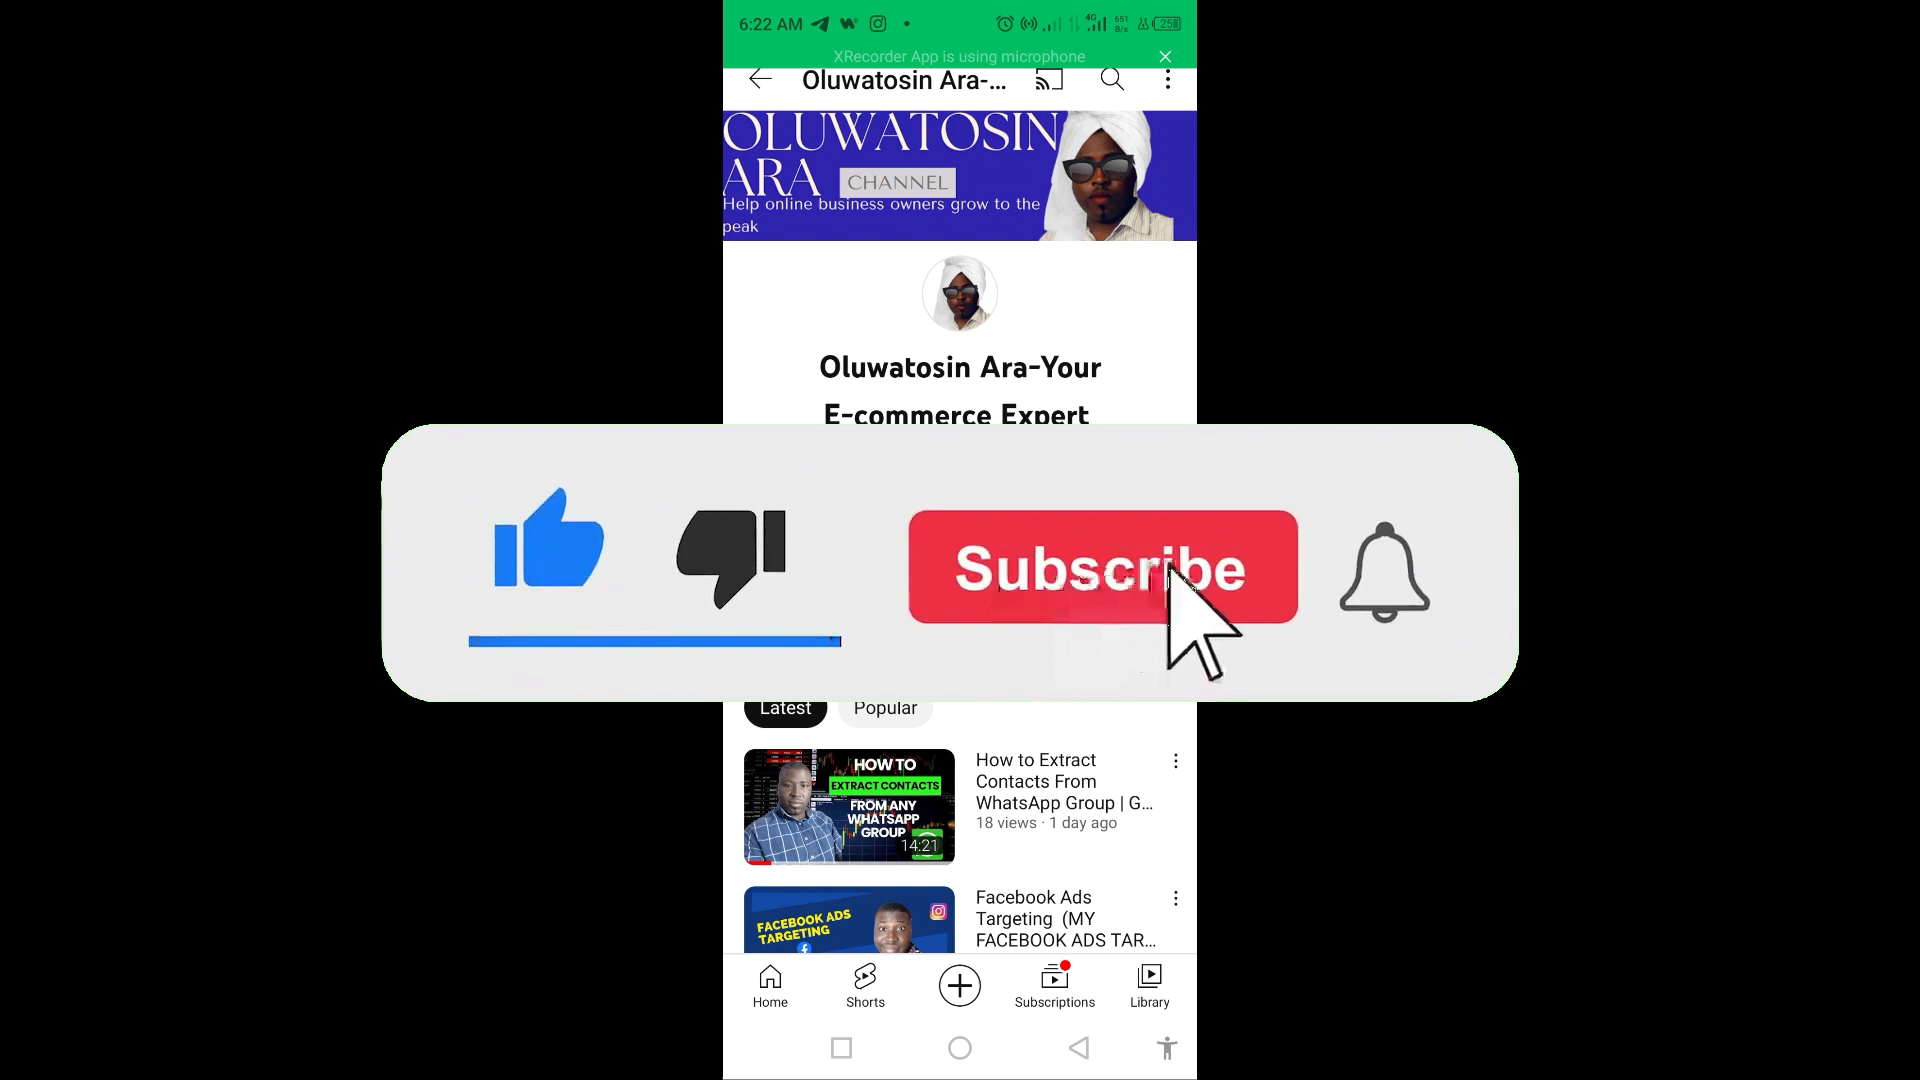 6:22 AM
4G
651
B/s
25
XRecorder App is using microphone
Oluwatosin Ara-...
OLUWATOSIN
ARA CHANNEL
Help online business owners grow to the
peak
Oluwatosin Ara-Your
E-commerce Expert
Subscribe
Latest
Popular
HOW TO
EXTRACT CONTACTS
FROM ANY
WHATSAPP
GROUP
14:21
How to Extract
Contacts From
WhatsApp Group | G...
18 views · 1 day ago
FACEBOOK ADS
TARGETING
Facebook Ads
Targeting (MY
FACEBOOK ADS TAR...
Home
Shorts
Subscriptions
Library